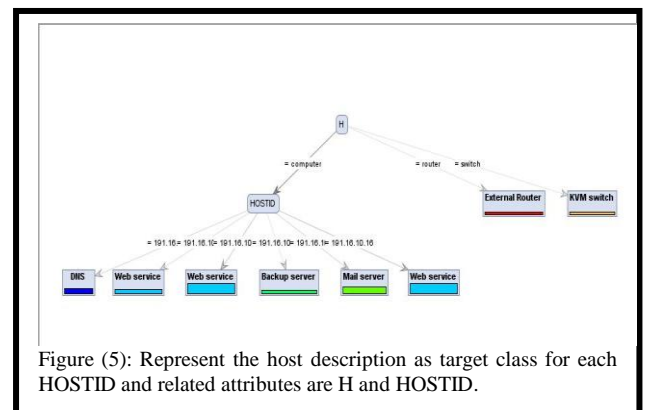 H
= computer
= router
= switch
HOSTID
External Router
KVM switch
= 191.16 = 191.16.10 = 191.16.10 = 191.16.10 = 191.16.1 = 191.16.10.16
DNS
Web service
Web service
Backup server
Mail server
Web service
Figure (5): Represent the host description as target class for each
HOSTID and related attributes are H and HOSTID.